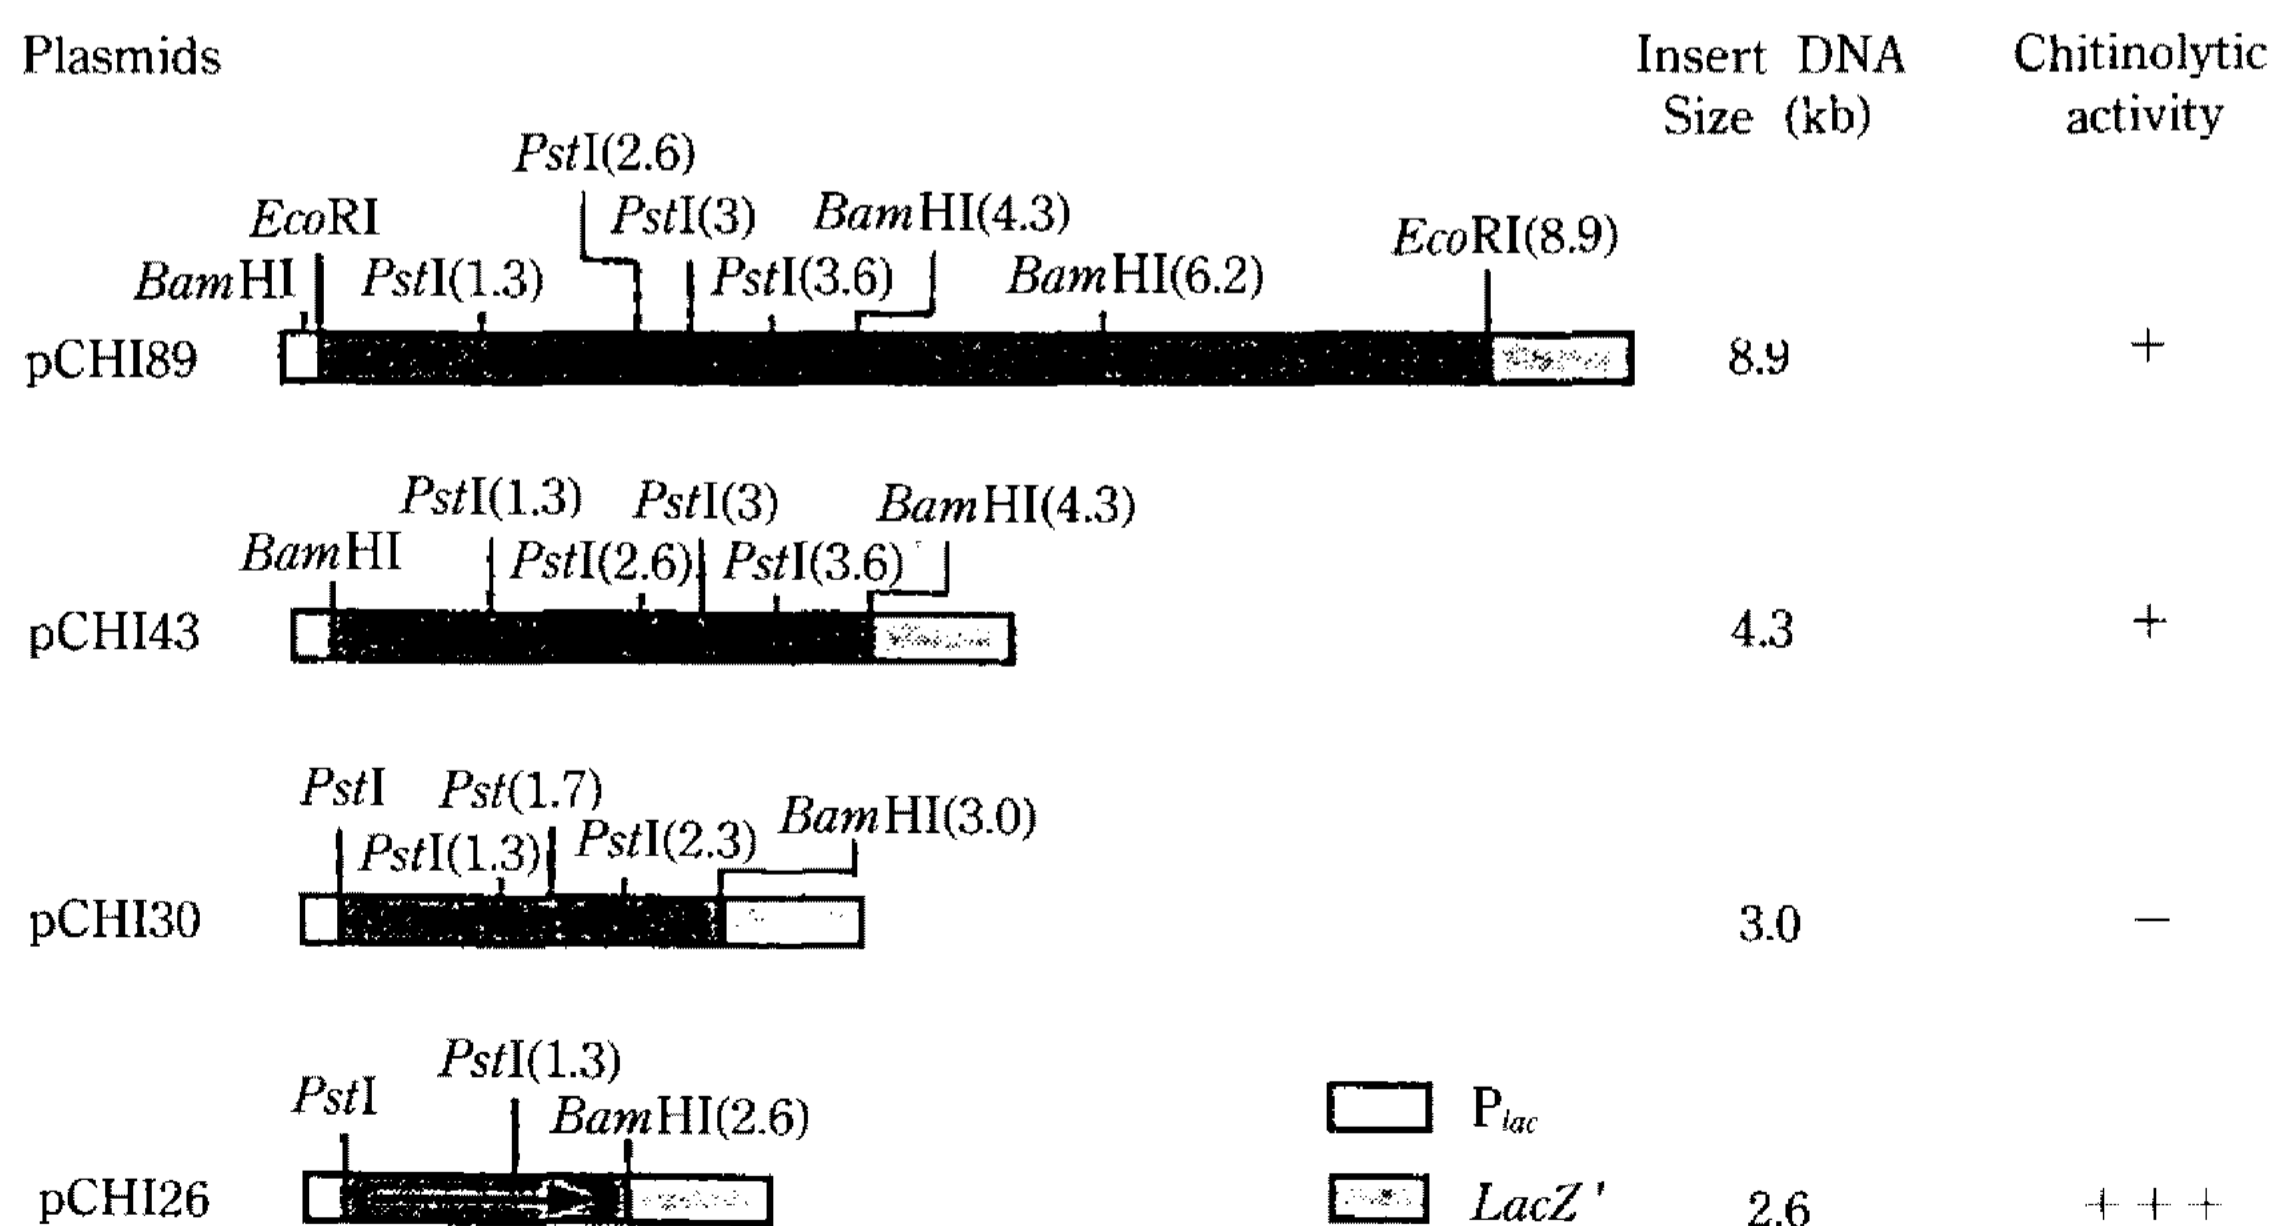 Plasmids
Insert DNA Chitinolytic
Size (kb) activity
PstI(2.6)
EcoRI PstI(3) BamHI(4.3) EcoRI(8.9)
BamHI PstI(1.3) PstI(3.6) BamHI(6.2)
pCHI89 8.9 +
PstI(1.3) PstI(3) BamHI(4.3)
BamHI PstI(2.6) PstI(3.6)
pCHI43 4.3 +
PstI Pst(1.7) BamHI(3.0)
PstI(1.3) PstI(2.3)
pCHI30 3.0 −
PstI(1.3)
PstI BamHI(2.6)
Plac
pCHI26 LacZ ' 2.6 + + +